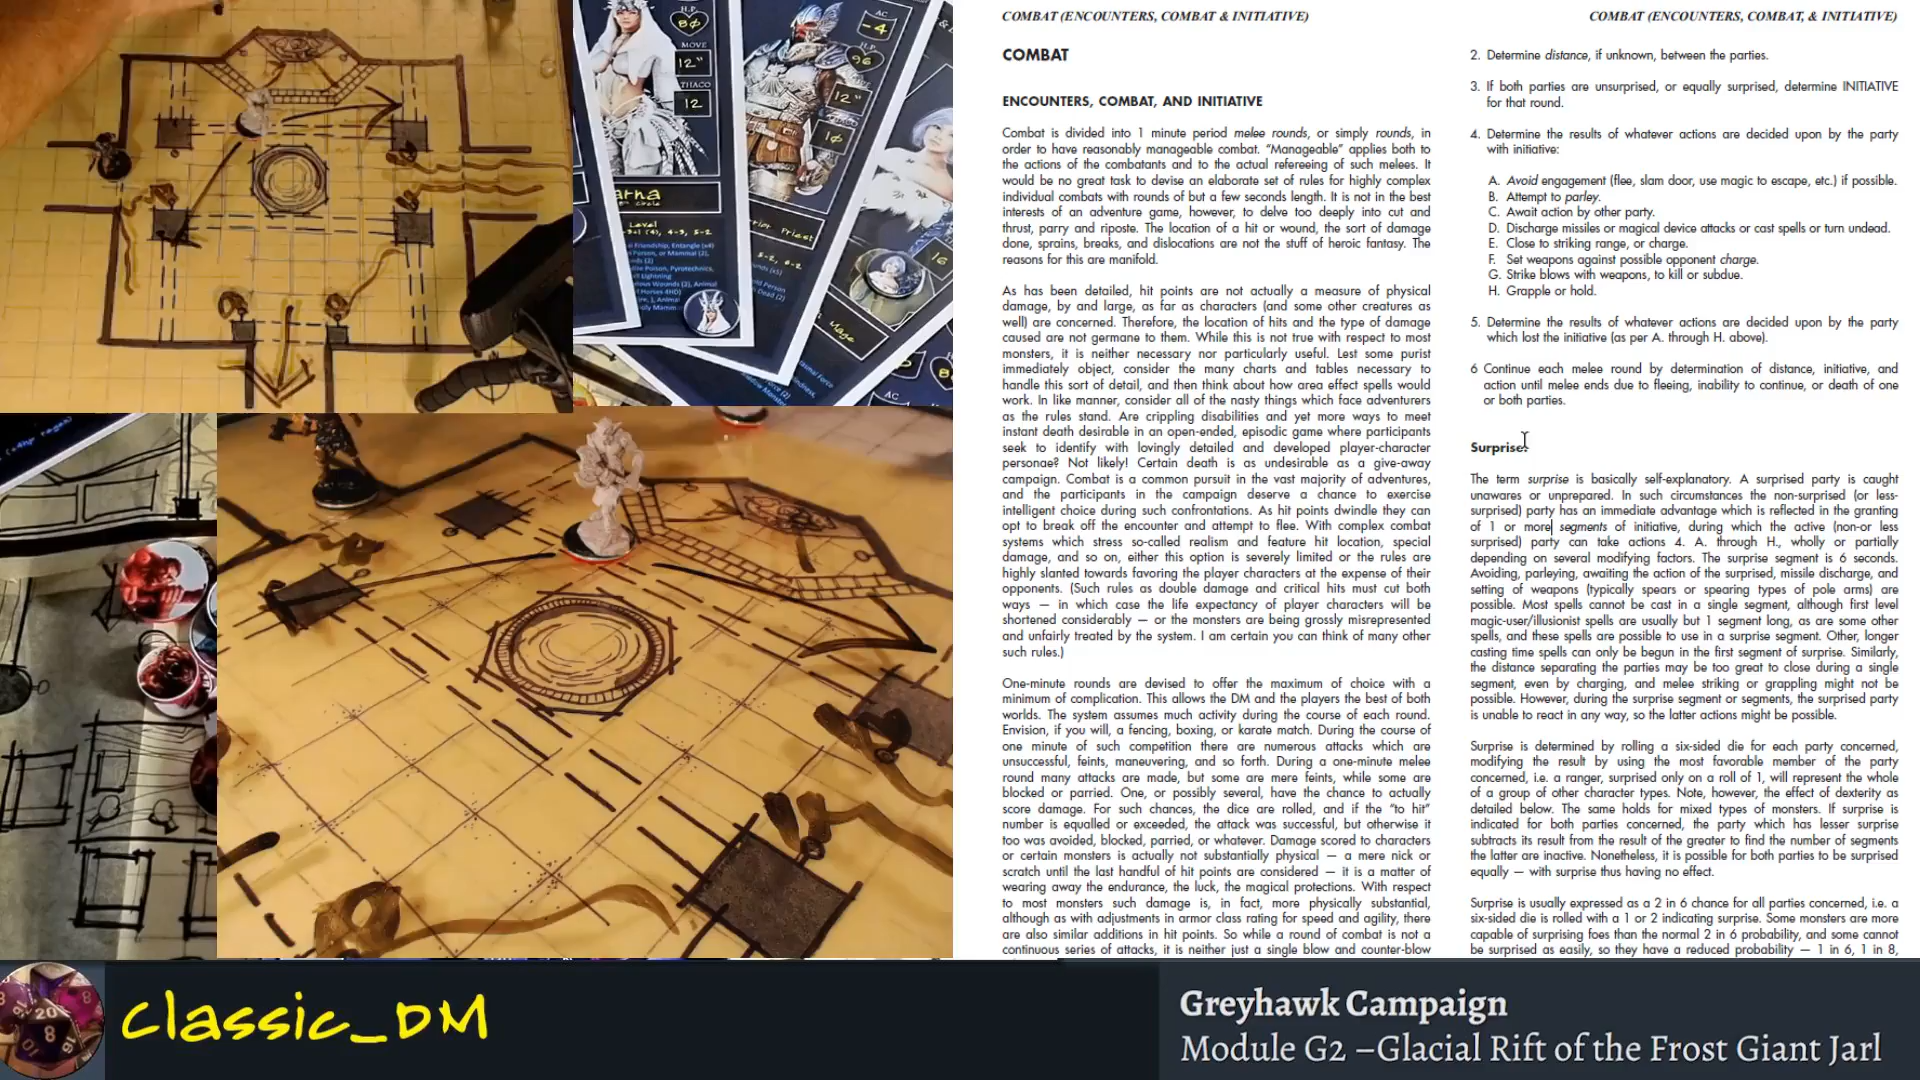 H.P.
80
MOVE
12"
THACO
12
AC
-4
H.P.
96
12"
10
arna
Level
l Friendship, Entangle (x4)
Person, or Mammal (2),
Pyrotechnics,
Lightning
Animal
Horses 4HD)
rior Priest
5-2, 6-2
ld Person
Dead (2)
16
Mage
AC
COMBAT (ENCOUNTERS, COMBAT & INITIATIVE)
COMBAT
ENCOUNTERS, COMBAT, AND INITIATIVE
Combat is divided into 1 minute period melee rounds, or simply rounds, in
order to have reasonably manageable combat. "Manageable" applies both to
the actions of the combatants and to the actual refereeing of such melees. It
would be no great task to devise an elaborate set of rules for highly complex
individual combats with rounds of but a few seconds length. It is not in the best
interests of an adventure game, however, to delve too deeply into cut and
thrust, parry and riposte. The location of a hit or wound, the sort of damage
done, sprains, breaks, and dislocations are not the stuff of heroic fantasy. The
reasons for this are manifold.
As has been detailed, hit points are not actually a measure of physical
damage, by and large, as far as characters (and some other creatures as
well) are concerned. Therefore, the location of hits and the type of damage
caused are not germane to them. While this is not true with respect to most
monsters, it is neither necessary nor particularly useful. Lest some purist
immediately object, consider the many charts and tables necessary to
handle this sort of detail, and then think about how area effect spells would
work. In like manner, consider all of the nasty things which face adventurers
as the rules stand. Are crippling disabilities and yet more ways to meet
instant death desirable in an open-ended, episodic game where participants
seek to identify with lovingly detailed and developed player-character
personae? Not likely! Certain death is as undesirable as a give-away
campaign. Combat is a common pursuit in the vast majority of adventures,
and the participants in the campaign deserve a chance to exercise
intelligent choice during such confrontations. As hit points dwindle they can
opt to break off the encounter and attempt to flee. With complex combat
systems which stress so-called realism and feature hit location, special
damage, and so on, either this option is severely limited or the rules are
highly slanted towards favoring the player characters at the expense of their
opponents. (Such rules as double damage and critical hits must cut both
ways — in which case the life expectancy of player characters will be
shortened considerably — or the monsters are being grossly misrepresented
and unfairly treated by the system. I am certain you can think of many other
such rules.)
One-minute rounds are devised to offer the maximum of choice with a
minimum of complication. This allows the DM and the players the best of both
worlds. The system assumes much activity during the course of each round.
Envision, if you will, a fencing, boxing, or karate match. During the course of
one minute of such competition there are numerous attacks which are
unsuccessful, feints, maneuvering, and so forth. During a one-minute melee
round many attacks are made, but some are mere feints, while some are
blocked or parried. One, or possibly several, have the chance to actually
score damage. For such chances, the dice are rolled, and if the "to hit"
number is equalled or exceeded, the attack was successful, but otherwise it
too was avoided, blocked, parried, or whatever. Damage scored to characters
or certain monsters is actually not substantially physical — a mere nick or
scratch until the last handful of hit points are considered — it is a matter of
wearing away the endurance, the luck, the magical protections. With respect
to most monsters such damage is, in fact, more physically substantial,
although as with adjustments in armor class rating for speed and agility, there
are also similar additions in hit points. So while a round of combat is not a
continuous series of attacks, it is neither just a single blow and counter-blow
COMBAT (ENCOUNTERS, COMBAT, & INITIATIVE)
2. Determine distance, if unknown, between the parties.
3. If both parties are unsurprised, or equally surprised, determine INITIATIVE
for that round.
4. Determine the results of whatever actions are decided upon by the party
with initiative:
A. Avoid engagement (flee, slam door, use magic to escape, etc.) if possible.
B. Attempt to parley.
C. Await action by other party.
D. Discharge missiles or magical device attacks or cast spells or turn undead.
E. Close to striking range, or charge.
F. Set weapons against possible opponent charge.
G. Strike blows with weapons, to kill or subdue.
H. Grapple or hold.
5. Determine the results of whatever actions are decided upon by the party
which lost the initiative (as per A. through H. above).
6 Continue each melee round by determination of distance, initiative, and
action until melee ends due to fleeing, inability to continue, or death of one
or both parties.
Surprise:
The term surprise is basically self-explanatory. A surprised party is caught
unawares or unprepared. In such circumstances the non-surprised (or less-
surprised) party has an immediate advantage which is reflected in the granting
of 1 or more segments of initiative, during which the active (non-or less
surprised) party can take actions 4. A. through H., wholly or partially
depending on several modifying factors. The surprise segment is 6 seconds.
Avoiding, parleying, awaiting the action of the surprised, missile discharge, and
setting of weapons (typically spears or spearing types of pole arms) are
possible. Most spells cannot be cast in a single segment, although first level
magic-user/illusionist spells are usually but 1 segment long, as are some other
spells, and these spells are possible to use in a surprise segment. Other, longer
casting time spells can only be begun in the first segment of surprise. Similarly,
the distance separating the parties may be too great to close during a single
segment, even by charging, and melee striking or grappling might not be
possible. However, during the surprise segment or segments, the surprised party
is unable to react in any way, so the latter actions might be possible.
Surprise is determined by rolling a six-sided die for each party concerned,
modifying the result by using the most favorable member of the party
concerned, i.e. a ranger, surprised only on a roll of 1, will represent the whole
of a group of other character types. Note, however, the effect of dexterity as
detailed below. The same holds for mixed types of monsters. If surprise is
indicated for both parties concerned, the party which has lesser surprise
subtracts its result from the result of the greater to find the number of segments
the latter are inactive. Nonetheless, it is possible for both parties to be surprised
equally — with surprise thus having no effect.
Surprise is usually expressed as a 2 in 6 chance for all parties concerned, i.e. a
six-sided die is rolled with a 1 or 2 indicating surprise. Some monsters are more
capable of surprising foes than the normal 2 in 6 probability, and some cannot
be surprised as easily, so they have a reduced probability — 1 in 6, 1 in 8,
20
8
classic_DM
Greyhawk Campaign
Module G2 –Glacial Rift of the Frost Giant Jarl